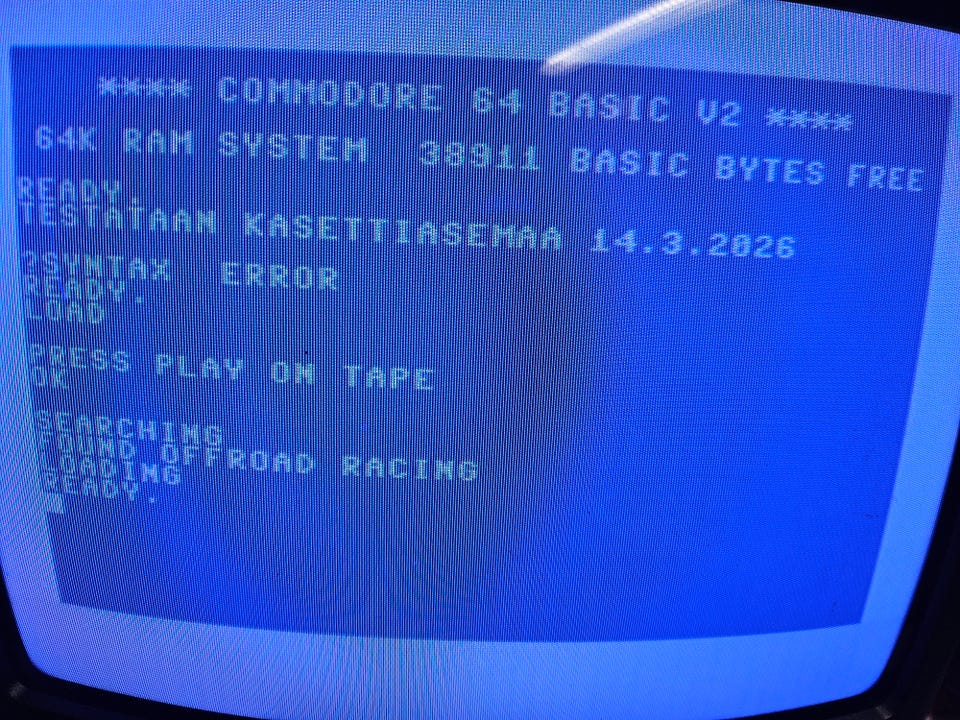 **** COMMODORE 64 BASIC V2 ****
64K RAM SYSTEM 38911 BASIC BYTES FREE
READY.
TESTATAAN KASETTIASEMAA 14.3.2026
?SYNTAX ERROR
READY.
LOAD
PRESS PLAY ON TAPE
OK
SEARCHING
FOUND OFFROAD RACING
LOADING
READY.